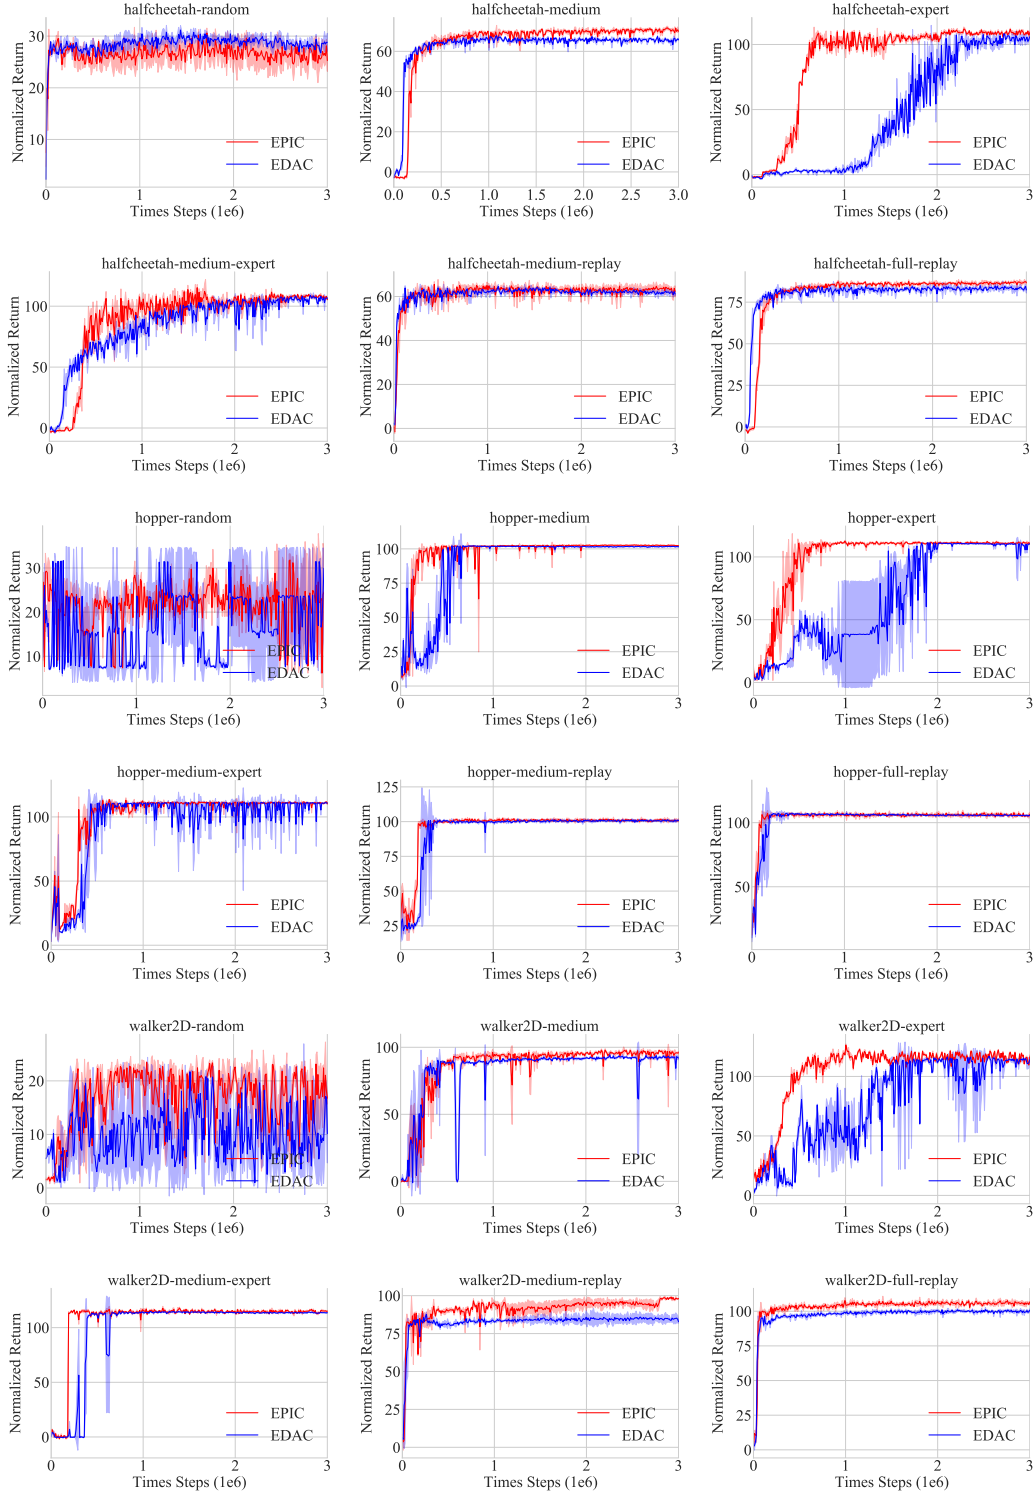 halfcheetah-random
Normalized Return
30
20
10
0 1 2 3
Times Steps (1e6)
EPIC
EDAC
halfcheetah-medium
Normalized Return
60
40
20
0
0.0 0.5 1.0 1.5 2.0 2.5 3.0
Times Steps (1e6)
EPIC
EDAC
halfcheetah-expert
Normalized Return
100
50
0
0 1 2 3
Times Steps (1e6)
EPIC
EDAC
halfcheetah-medium-expert
Normalized Return
100
50
0
0 1 2 3
Times Steps (1e6)
EPIC
EDAC
halfcheetah-medium-replay
Normalized Return
60
40
20
0
0 1 2 3
Times Steps (1e6)
EPIC
EDAC
halfcheetah-full-replay
Normalized Return
75
50
25
0
0 1 2 3
Times Steps (1e6)
EPIC
EDAC
hopper-random
Normalized Return
30
20
10
0 1 2 3
Times Steps (1e6)
EPIC
EDAC
hopper-medium
Normalized Return
100
75
50
25
0
0 1 2 3
Times Steps (1e6)
EPIC
EDAC
hopper-expert
Normalized Return
100
50
0
0 1 2 3
Times Steps (1e6)
EPIC
EDAC
hopper-medium-expert
Normalized Return
100
50
0
0 1 2 3
Times Steps (1e6)
EPIC
EDAC
hopper-medium-replay
Normalized Return
125
100
75
50
25
0 1 2 3
Times Steps (1e6)
EPIC
EDAC
hopper-full-replay
Normalized Return
100
50
0 1 2 3
Times Steps (1e6)
EPIC
EDAC
walker2D-random
Normalized Return
20
10
0
0 1 2 3
Times Steps (1e6)
EPIC
EDAC
walker2D-medium
Normalized Return
100
50
0
0 1 2 3
Times Steps (1e6)
EPIC
EDAC
walker2D-expert
Normalized Return
100
50
0
0 1 2 3
Times Steps (1e6)
EPIC
EDAC
walker2D-medium-expert
Normalized Return
100
50
0
0 1 2 3
Times Steps (1e6)
EPIC
EDAC
walker2D-medium-replay
Normalized Return
100
75
50
25
0
0 1 2 3
Times Steps (1e6)
EPIC
EDAC
walker2D-full-replay
Normalized Return
100
75
50
25
0
0 1 2 3
Times Steps (1e6)
EPIC
EDAC